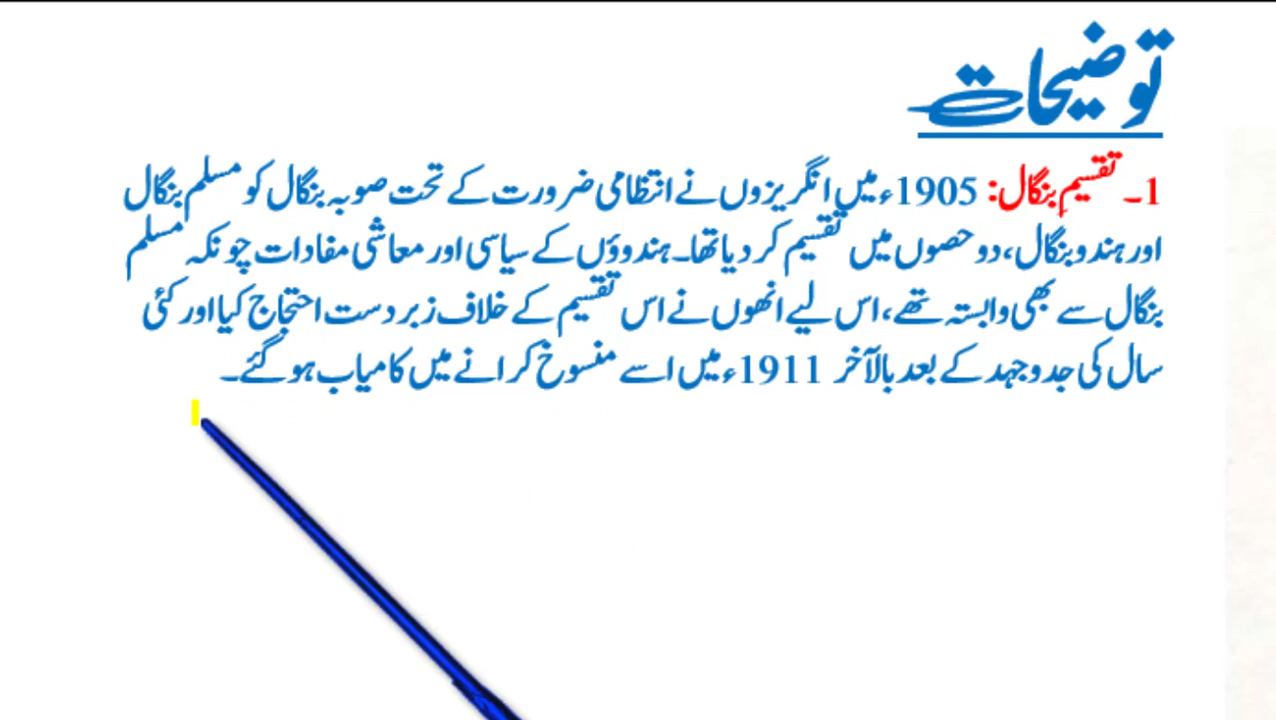 توضیحات
1۔ تقسیمِ بنگال: 1905ء میں انگریزوں نے انتظامی ضرورت کے تحت صوبہ بنگال کو مسلم بنگال
اور ہندو بنگال، دو حصوں میں تقسیم کر دیا تھا۔ ہندوؤں کے سیاسی اور معاشی مفادات چونکہ مسلم
بنگال سے بھی وابستہ تھے، اس لیے انھوں نے اس تقسیم کے خلاف زبردست احتجاج کیا اور کئی
سال کی جدوجہد کے بعد بالآخر 1911ء میں اسے منسوخ کرانے میں کامیاب ہو گئے۔